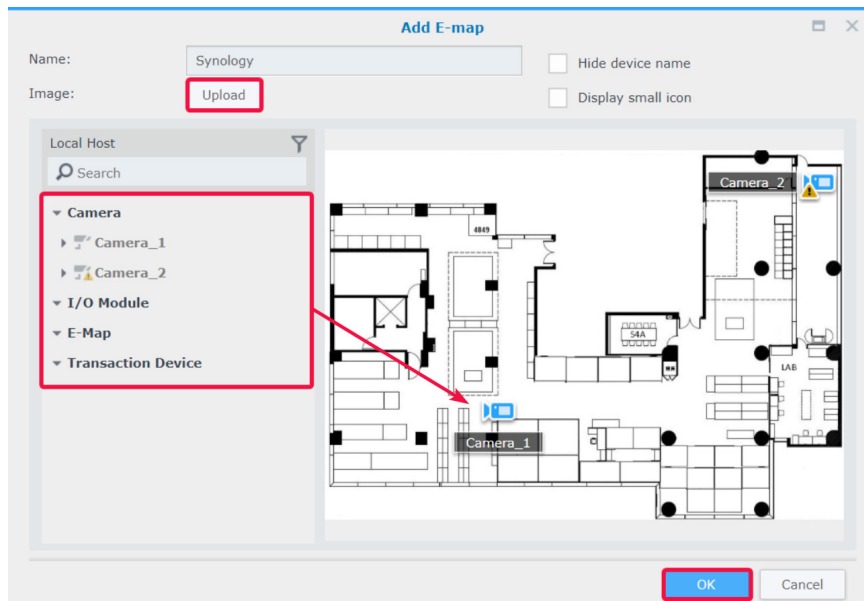 Add E-map
Name:
Synology
Hide device name
Image:
Upload
Display small icon
Local Host
Search
Camera
Camera_1
Camera_2
I/O Module
E-Map
Transaction Device
Camera_2
4849
54A
LAB
Camera_1
OK
Cancel